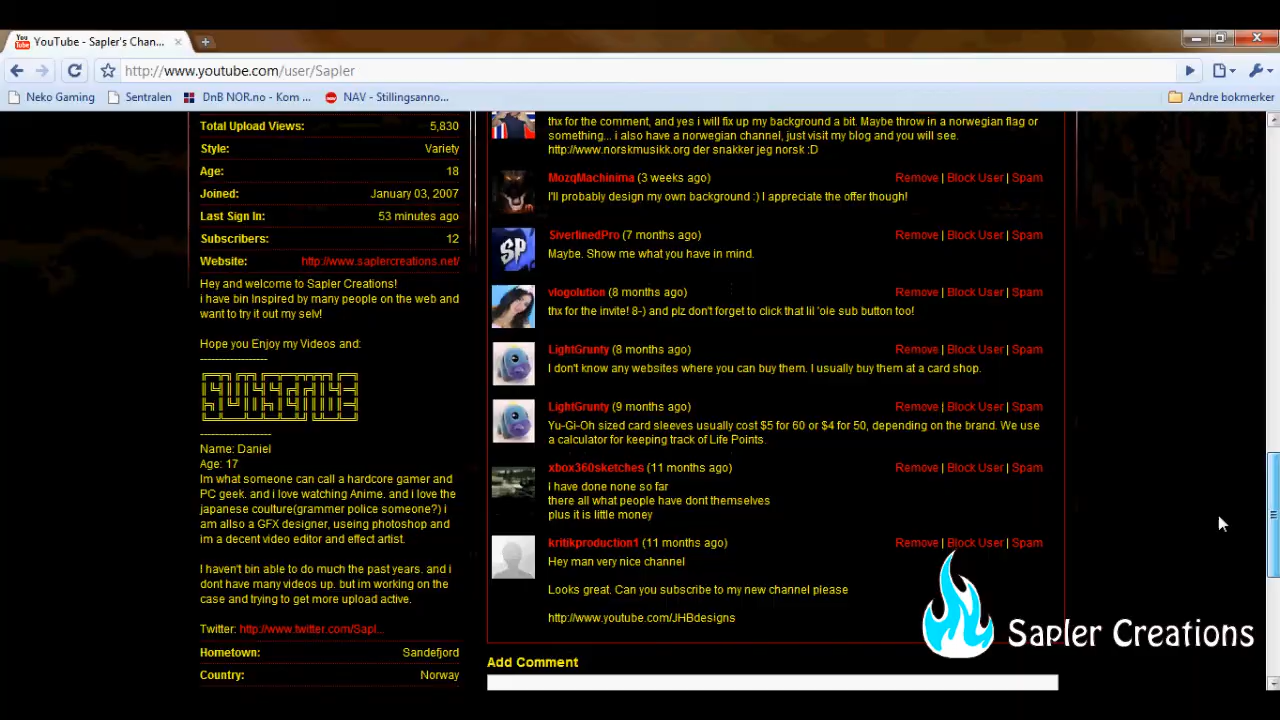 YouTube - Sapler's Chan...
http://www.youtube.com/user/Sapler
Neko Gaming
Sentralen
DnB NOR.no - Kom ...
NAV - Stillingsanno...
Andre bokmerker
Total Upload Views: 5,830
Style: Variety
Age: 18
Joined: January 03, 2007
Last Sign In: 53 minutes ago
Subscribers: 12
Website: http://www.saplercreations.net/
Hey and welcome to Sapler Creations!
i have bin Inspired by many people on the web and
want to try it out my selv!
Hope you Enjoy my Videos and:
------------------
SUBSCRIBE
-------------------
Name: Daniel
Age: 17
Im what someone can call a hardcore gamer and
PC geek. and i love watching Anime. and i love the
japanese coulture(grammer police someone?) i
am allso a GFX designer, useing photoshop and
im a decent video editor and effect artist.
I haven't bin able to do much the past years. and i
dont have many videos up. but im working on the
case and trying to get more upload active.
Twitter: http://www.twitter.com/Sapl...
Hometown: Sandefjord
Country: Norway
thx for the comment, and yes i will fix up my background a bit. Maybe throw in a norwegian flag or
something... i also have a norwegian channel, just visit my blog and you will see.
http://www.norskmusikk.org der snakker jeg norsk :D
MozqMachinima (3 weeks ago) Remove | Block User | Spam
I'll probably design my own background :) I appreciate the offer though!
SivertinedPro (7 months ago) Remove | Block User | Spam
SP
Maybe. Show me what you have in mind.
vlogolution (8 months ago) Remove | Block User | Spam
thx for the invite! 8-) and plz don't forget to click that lil 'ole sub button too!
LightGrunty (8 months ago) Remove | Block User | Spam
I don't know any websites where you can buy them. I usually buy them at a card shop.
LightGrunty (9 months ago) Remove | Block User | Spam
Yu-Gi-Oh sized card sleeves usually cost $5 for 60 or $4 for 50, depending on the brand. We use
a calculator for keeping track of Life Points.
xbox360sketches (11 months ago) Remove | Block User | Spam
i have done none so far
there all what people have dont themselves
plus it is little money
kritikproduction1 (11 months ago) Remove | Block User | Spam
Hey man very nice channel
Looks great. Can you subscribe to my new channel please
http://www.youtube.com/JHBdesigns
Sapler Creations
Add Comment